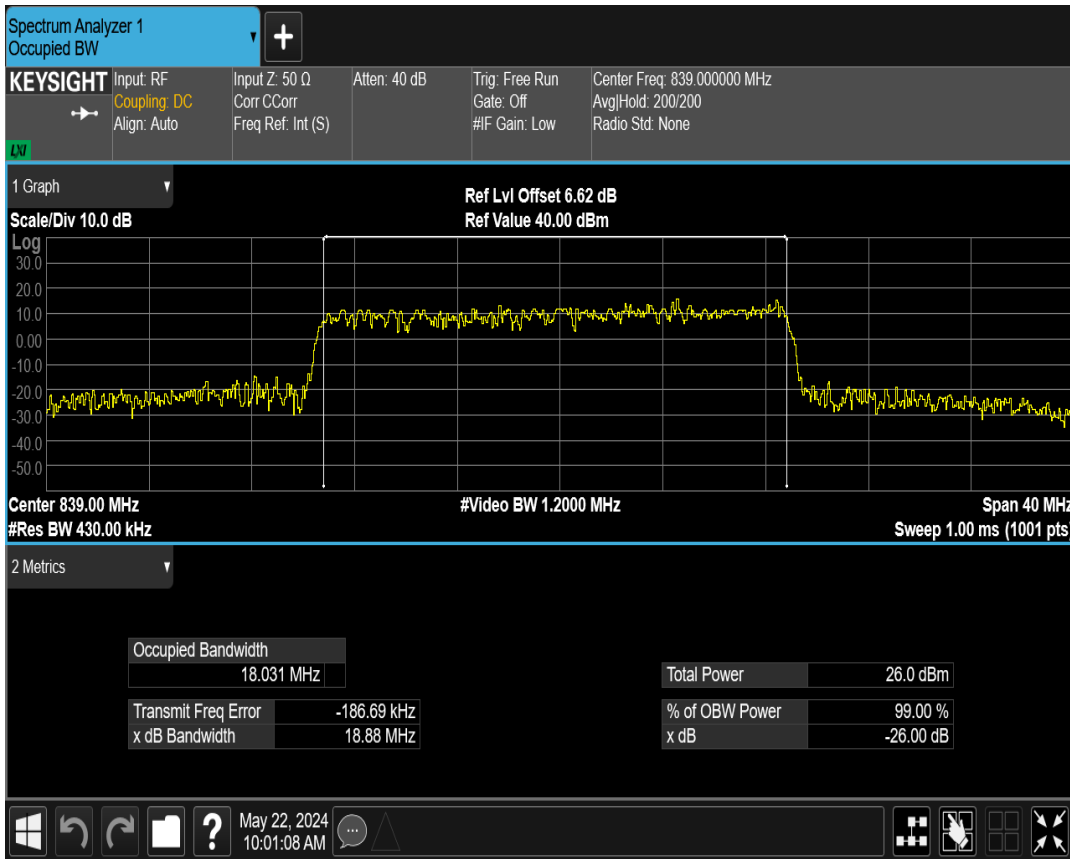 Spectrum Analyzer 1
Occupied BW
+
KEYSIGHT
LXI
Input: RF
Coupling: DC
Align: Auto
Input Z: 50 Ω
Corr CCorr
Freq Ref: Int (S)
Atten: 40 dB
Trig: Free Run
Gate: Off
#IF Gain: Low
Center Freq: 839.000000 MHz
Avg|Hold: 200/200
Radio Std: None
1 Graph
Scale/Div 10.0 dB
Ref Lvl Offset 6.62 dB
Ref Value 40.00 dBm
Log
30.0
20.0
10.0
0.00
-10.0
-20.0
-30.0
-40.0
-50.0
Center 839.00 MHz
#Video BW 1.2000 MHz
Span 40 MHz
#Res BW 430.00 kHz
Sweep 1.00 ms (1001 pts)
2 Metrics
Occupied Bandwidth
18.031 MHz
Transmit Freq Error -186.69 kHz
x dB Bandwidth 18.88 MHz
Total Power 26.0 dBm
% of OBW Power 99.00 %
x dB -26.00 dB
?
May 22, 2024
10:01:08 AM